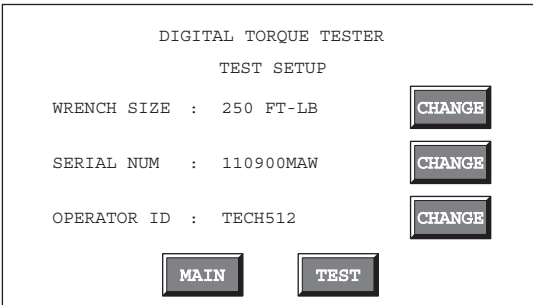 DIGITAL TORQUE TESTER
TEST SETUP
WRENCH SIZE : 250 FT-LB CHANGE
SERIAL NUM : 110900MAW CHANGE
OPERATOR ID : TECH512 CHANGE
MAIN TEST